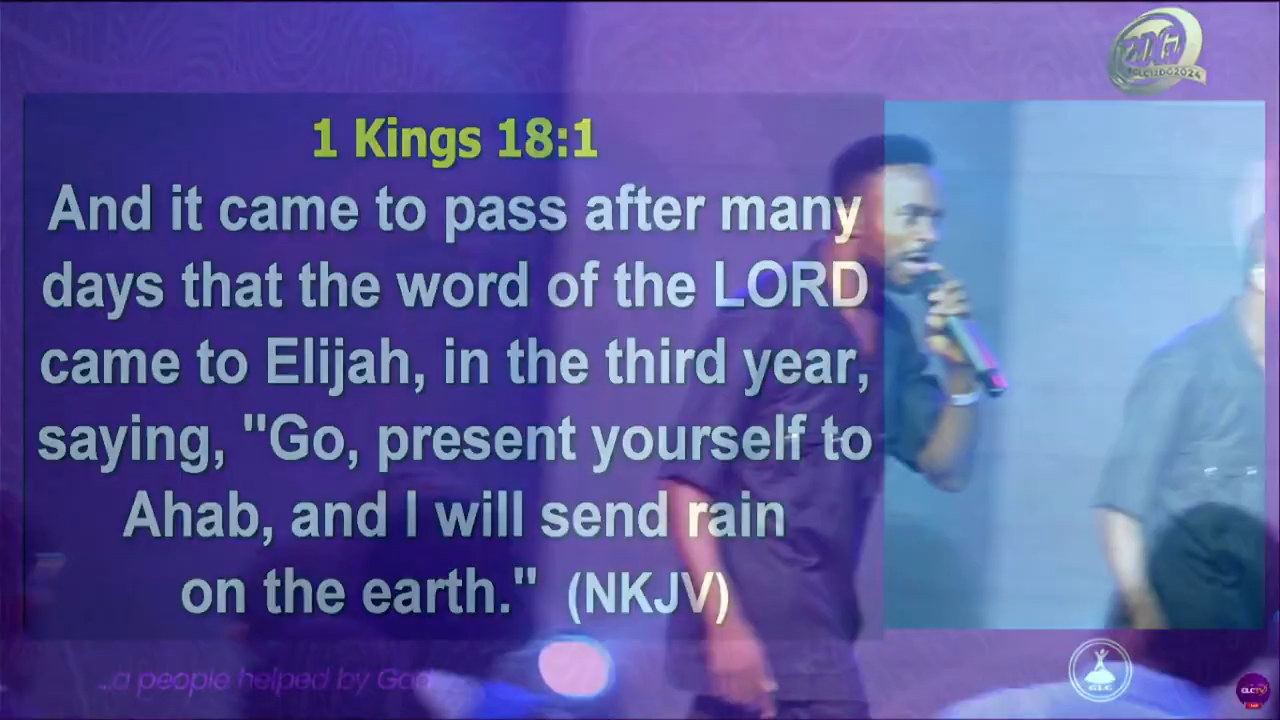 1 Kings 18:1
And it came to pass after many
days that the word of the LORD
came to Elijah, in the third year,
saying, "Go, present yourself to
Ahab, and I will send rain
on the earth." (NKJV)
...a people helped by God
GLC
GLCTV